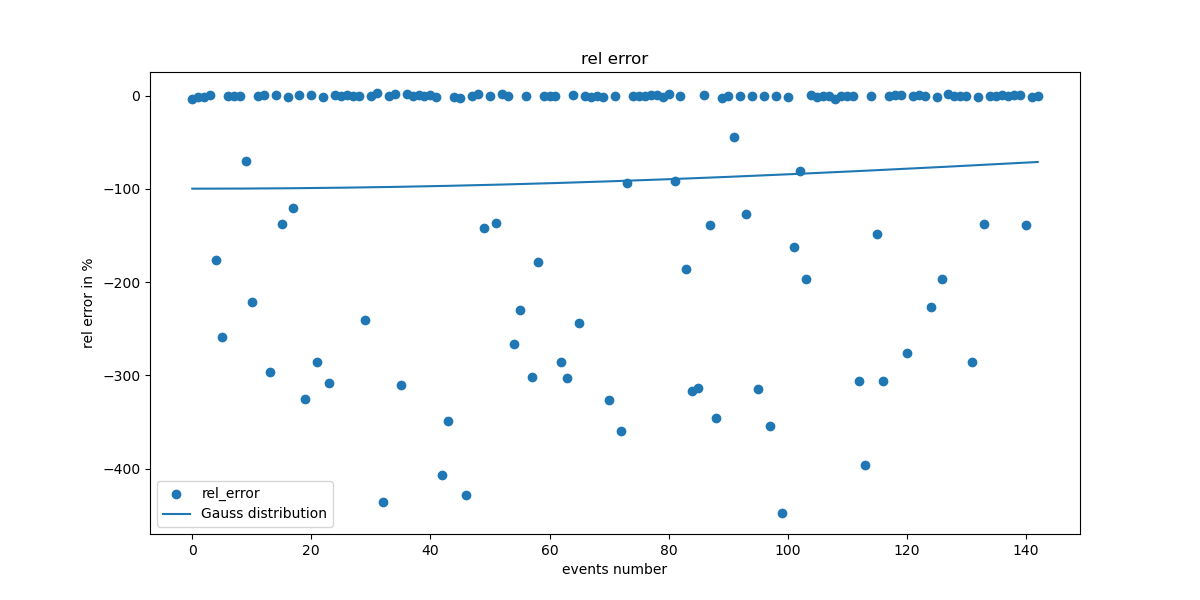 rel error
rel error in %
0
−100
−200
−300
−400
rel_error
Gauss distribution
0 20 40 60 80 100 120 140
events number